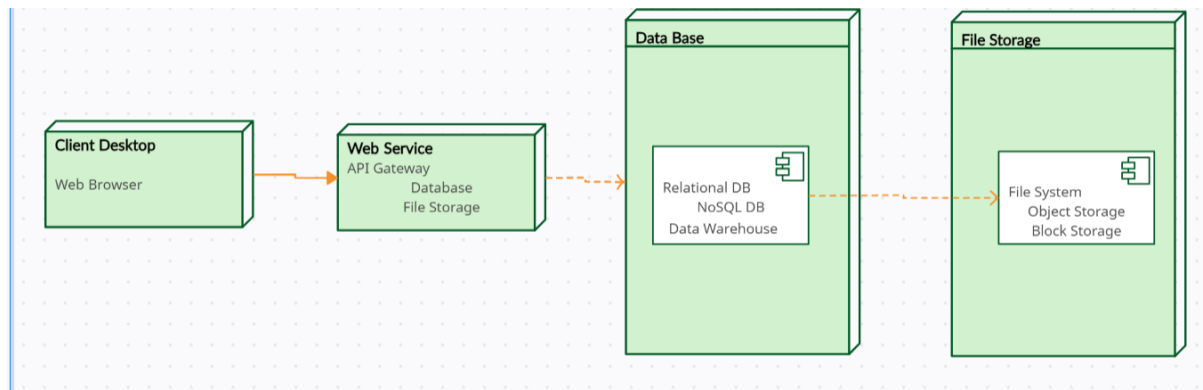 Client Desktop
Web Browser
Web Service
API Gateway
Database
File Storage
Data Base
Relational DB
NoSQL DB
Data Warehouse
File Storage
File System
Object Storage
Block Storage